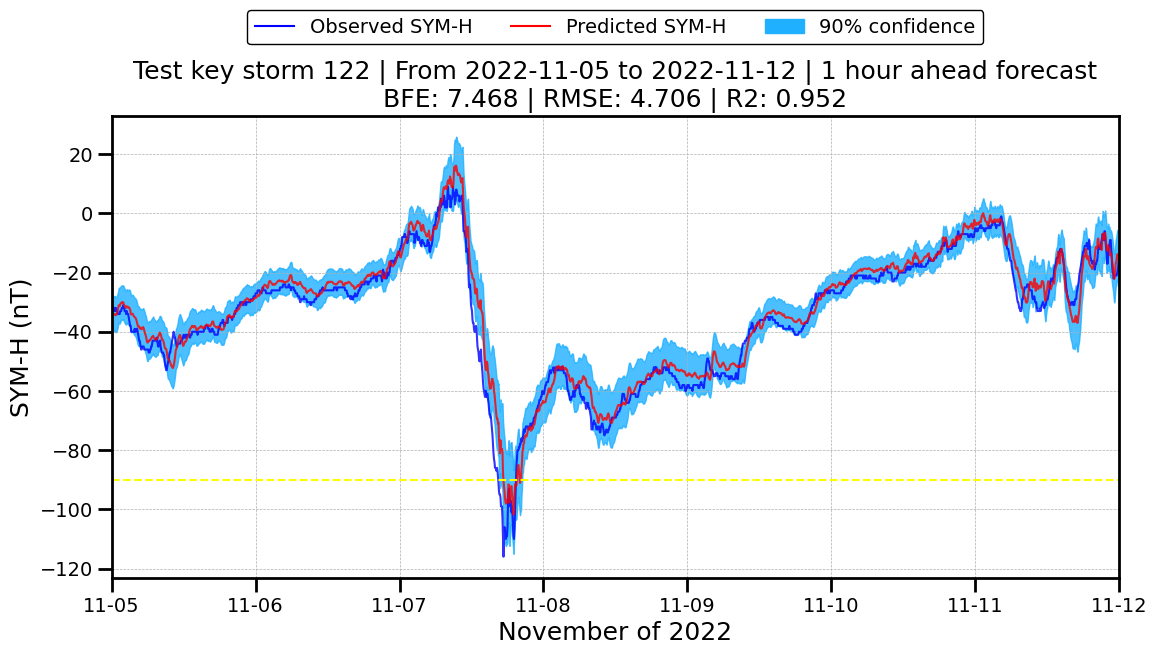 Observed SYM-H Predicted SYM-H 90% confidence
Test key storm 122 | From 2022-11-05 to 2022-11-12 | 1 hour ahead forecast
BFE: 7.468 | RMSE: 4.706 | R2: 0.952
SYM-H (nT)
20
0
−20
−40
−60
−80
−100
−120
11-05 11-06 11-07 11-08 11-09 11-10 11-11 11-12
November of 2022